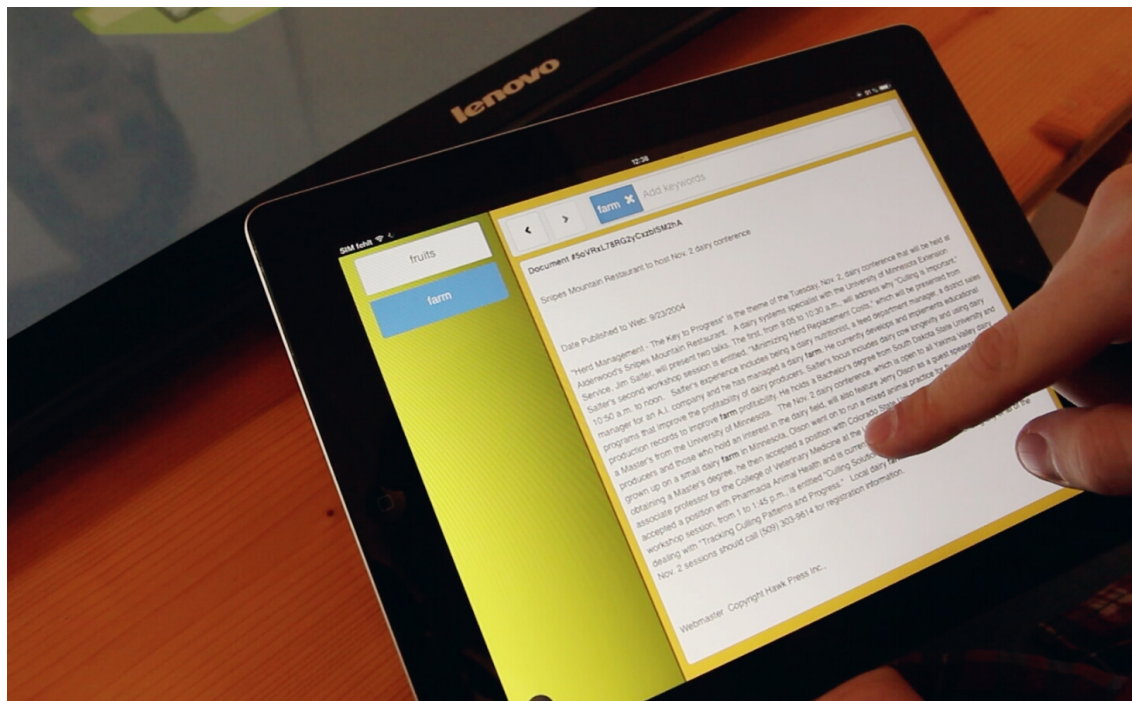 lenovo
SIM fehlt
12:38
fruits
farm
farm
Add keywords
Document #5oVRxL78RG2yCxzbISM2hA
Snipes Mountain Restaurant to host Nov. 2 dairy conference
Date Published to Web: 9/23/2004
"Herd Management - The Key to Progress" is the theme of the Tuesday, Nov. 2, dairy conference that will be held at
Alderwood's Snipes Mountain Restaurant. A dairy systems specialist with the University of Minnesota Extension
Service, Jim Salfer, will present two talks. The first, from 9:05 to 10:30 a.m., will address why "Culling is Important."
Salfer's second workshop session is entitled, "Minimizing Herd Replacement Costs," which will be presented from
10:50 a.m. to noon. Salfer's experience includes being a dairy nutritionist, a feed department manager, a district sales
manager for an A.I. company and he has managed a dairy farm. He currently develops and implements educational
programs that improve the profitability of dairy producers. Salfer's focus includes dairy cow longevity and using dairy
production records to improve farm profitability. He holds a Bachelor's degree from South Dakota State University and
a Master's from the University of Minnesota. The Nov. 2 dairy conference, which is open to all Yakima Valley dairy
producers and those who hold an interest in the dairy field, will also feature Jerry Olson as a guest speaker
grown up on a small dairy farm in Minnesota, Olson went on to run a mixed animal practice for
obtaining a Master's degree, he then accepted a position with Colorado State
associate professor for the College of Veterinary Medicine at the
accepted a position with Pharmacia Animal Health and is
workshop session, from 1 to 1:45 p.m., is entitled "Culling as of the
dealing with "Tracking Culling Patterns and Progress." Local dairy
Nov. 2 sessions should call (509) 303-9814 for registration information.
Webmaster Copyright Hawk Press Inc..